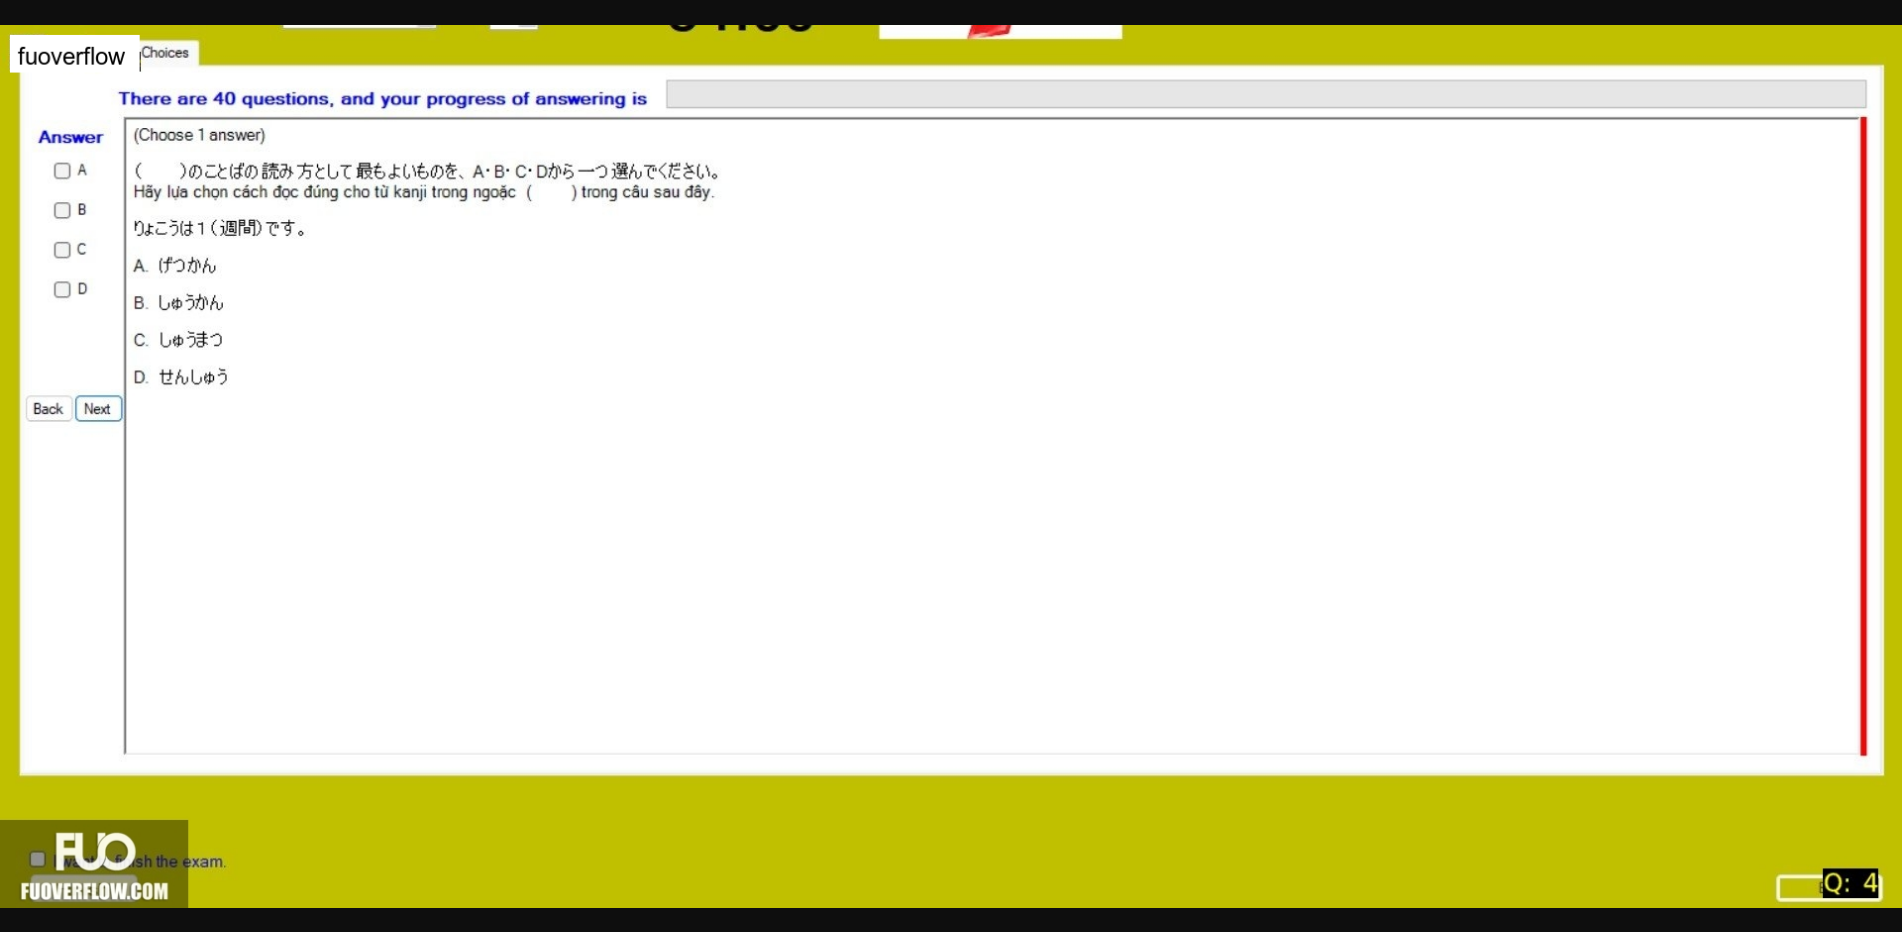 fuoverflow
Choices
There are 40 questions, and your progress of answering is
Answer
(Choose 1 answer)
A
B
C
D
(　　)のことばの読み方として最もよいものを、A・B・C・Dから一つ選んでください。
Hãy lựa chọn cách đọc đúng cho từ kanji trong ngoặc (　　) trong câu sau đây.
りょこうは1(週間)です。
A. げつかん
B. しゅうかん
C. しゅうまつ
D. せんしゅう
Back Next
FUO
the exam.
FUOVERFLOW.COM
Q: 4